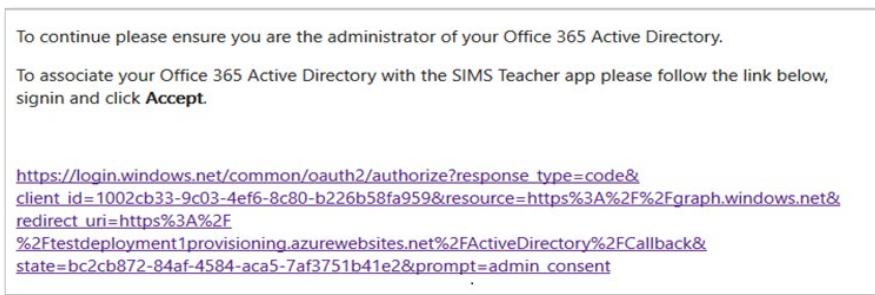 To continue please ensure you are the administrator of your Office 365 Active Directory.
To associate your Office 365 Active Directory with the SIMS Teacher app please follow the link below,
signin and click Accept.
https://login.windows.net/common/oauth2/authorize?response_type=code&
client_id=1002cb33-9c03-4ef6-8c80-b226b58fa959&resource=https%3A%2F%2Fgraph.windows.net&
redirect_uri=https%3A%2F
%2Ftestdeployment1provisioning.azurewebsites.net%2FActiveDirectory%2FCallback&
state=bc2cb872-84af-4584-aca5-7af3751b41e2&prompt=admin_consent